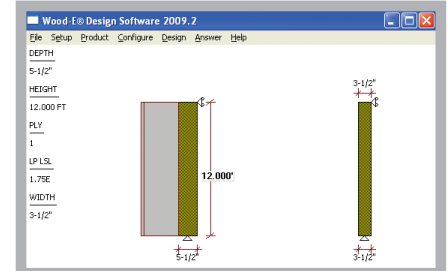 Wood-E® Design Software 2009.2
File Setup Product Configure Design Answer Help
DEPTH
5-1/2"
HEIGHT
12.000 FT
PLY
1
LP LSL
1.75E
WIDTH
3-1/2"
12.000'
5-1/2"
3-1/2"
3-1/2"